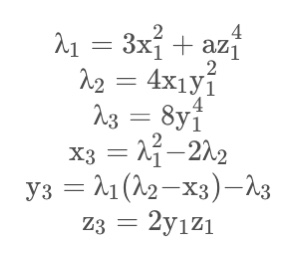 λ₁ = 3x₁² + az₁⁴
λ₂ = 4x₁y₁²
λ₃ = 8y₁⁴
x₃ = λ₁²−2λ₂
y₃ = λ₁(λ₂−x₃)−λ₃
z₃ = 2y₁z₁